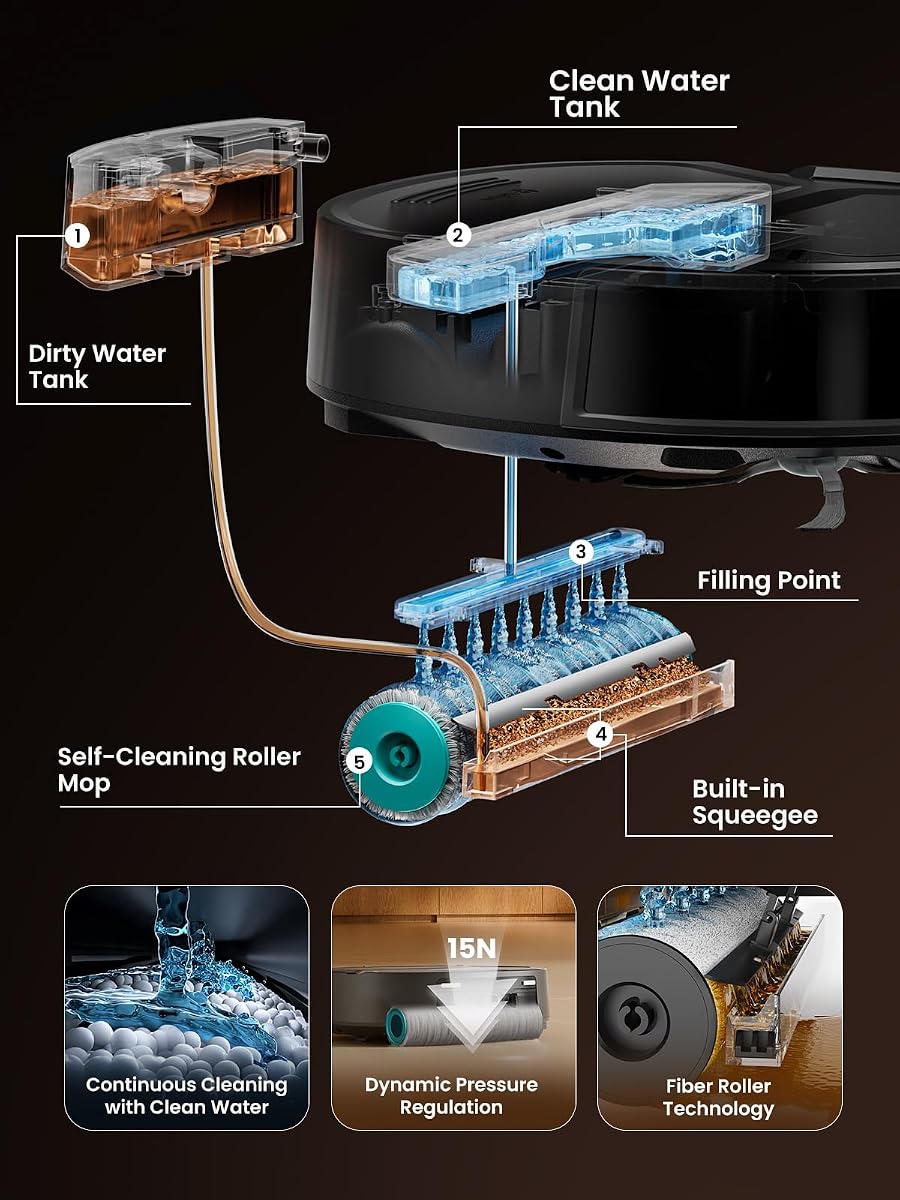 Clean Water
Tank
1
2
Dirty Water
Tank
3
Filling Point
4
Self-Cleaning Roller
Mop
5
Built-in
Squeegee
15N
Continuous Cleaning
with Clean Water
Dynamic Pressure
Regulation
Fiber Roller
Technology